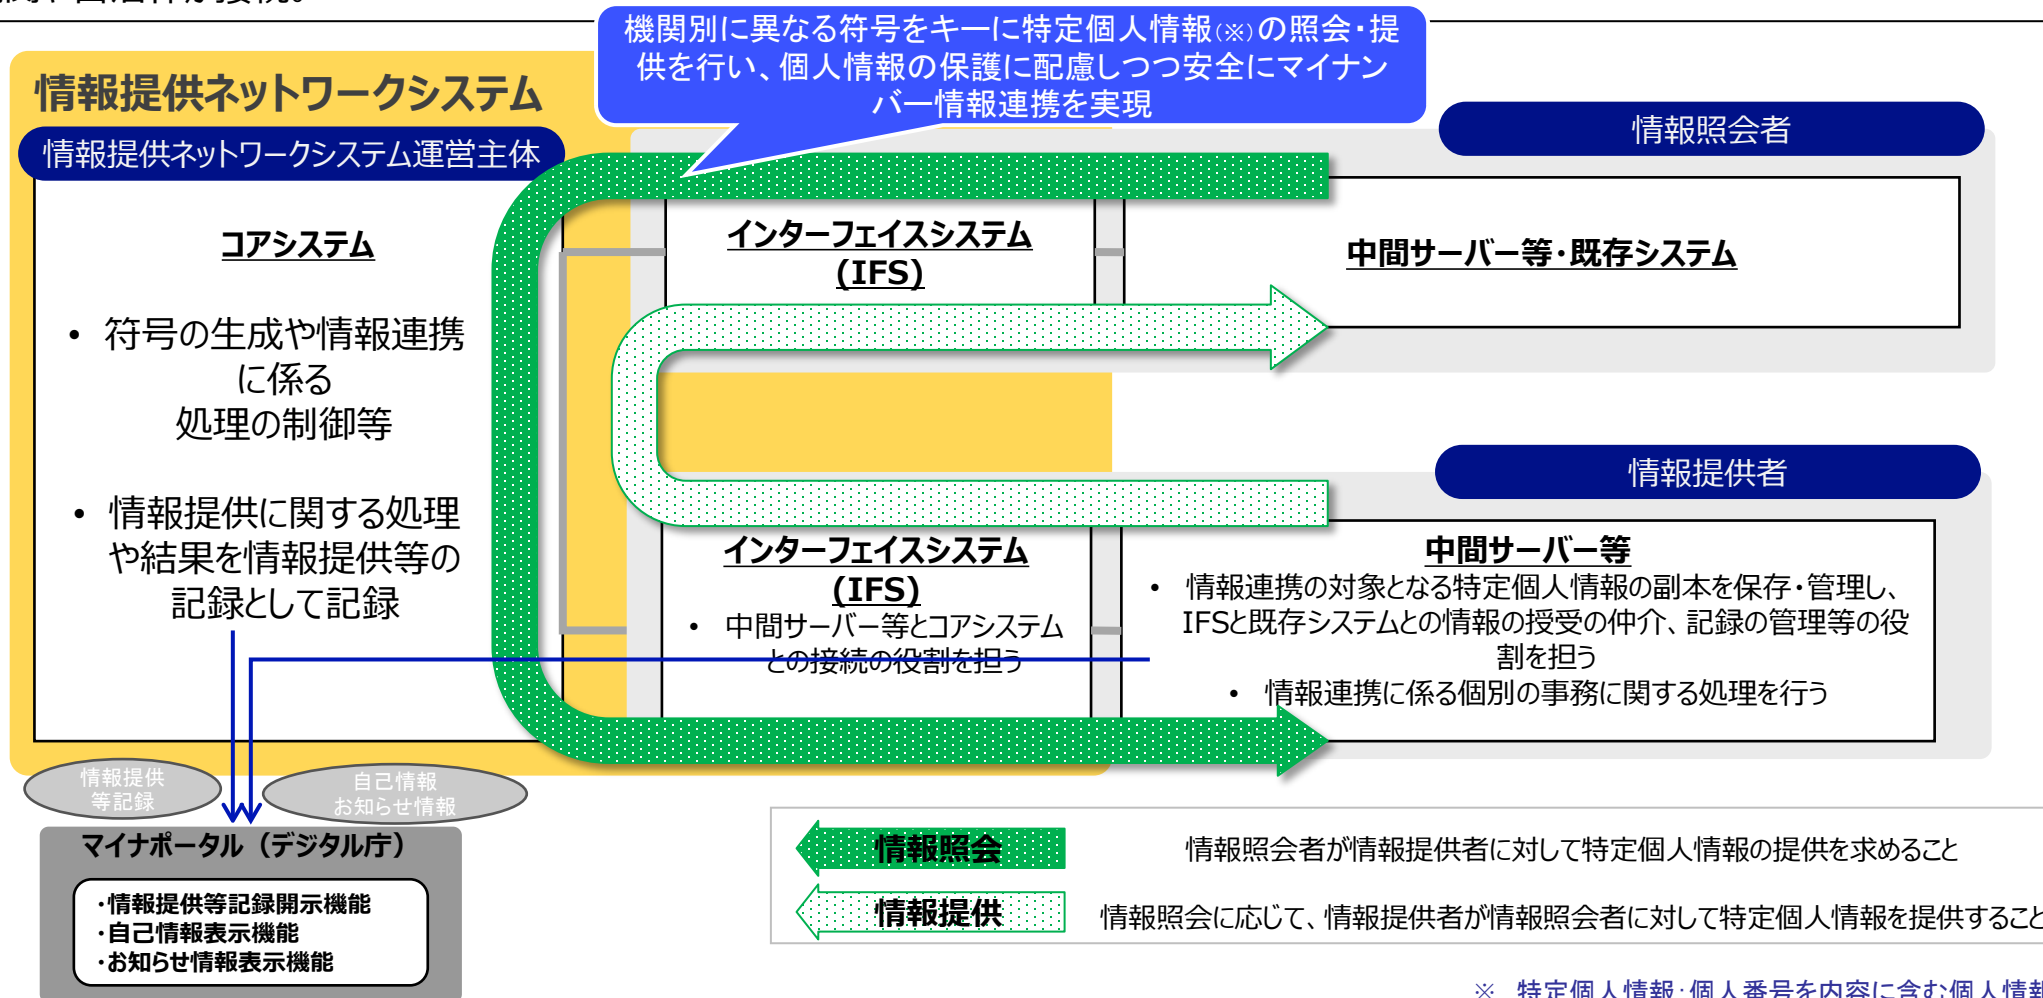 機関別に異なる符号をキーに特定個人情報(※)の照会・提
供を行い、個人情報の保護に配慮しつつ安全にマイナン
バー情報連携を実現
情報提供ネットワークシステム
情報提供ネットワークシステム運営主体
コアシステム
• 符号の生成や情報連携
に係る
処理の制御等
• 情報提供に関する処理
や結果を情報提供等の
記録として記録
情報照会者
インターフェイスシステム
(IFS)
中間サーバー等・既存システム
情報提供者
インターフェイスシステム
(IFS)
• 中間サーバー等とコアシステム
との接続の役割を担う
中間サーバー等
• 情報連携の対象となる特定個人情報の副本を保存・管理し、
IFSと既存システムとの情報の授受の仲介、記録の管理等の役
割を担う
• 情報連携に係る個別の事務に関する処理を行う
情報提供
等記録
自己情報
お知らせ情報
マイナポータル（デジタル庁）
・情報提供等記録開示機能
・自己情報表示機能
・お知らせ情報表示機能
情報照会
情報照会者が情報提供者に対して特定個人情報の提供を求めること
情報提供
情報照会に応じて、情報提供者が情報照会者に対して特定個人情報を提供すること
※ 特定個人情報：個人番号を内容に含む個人情報